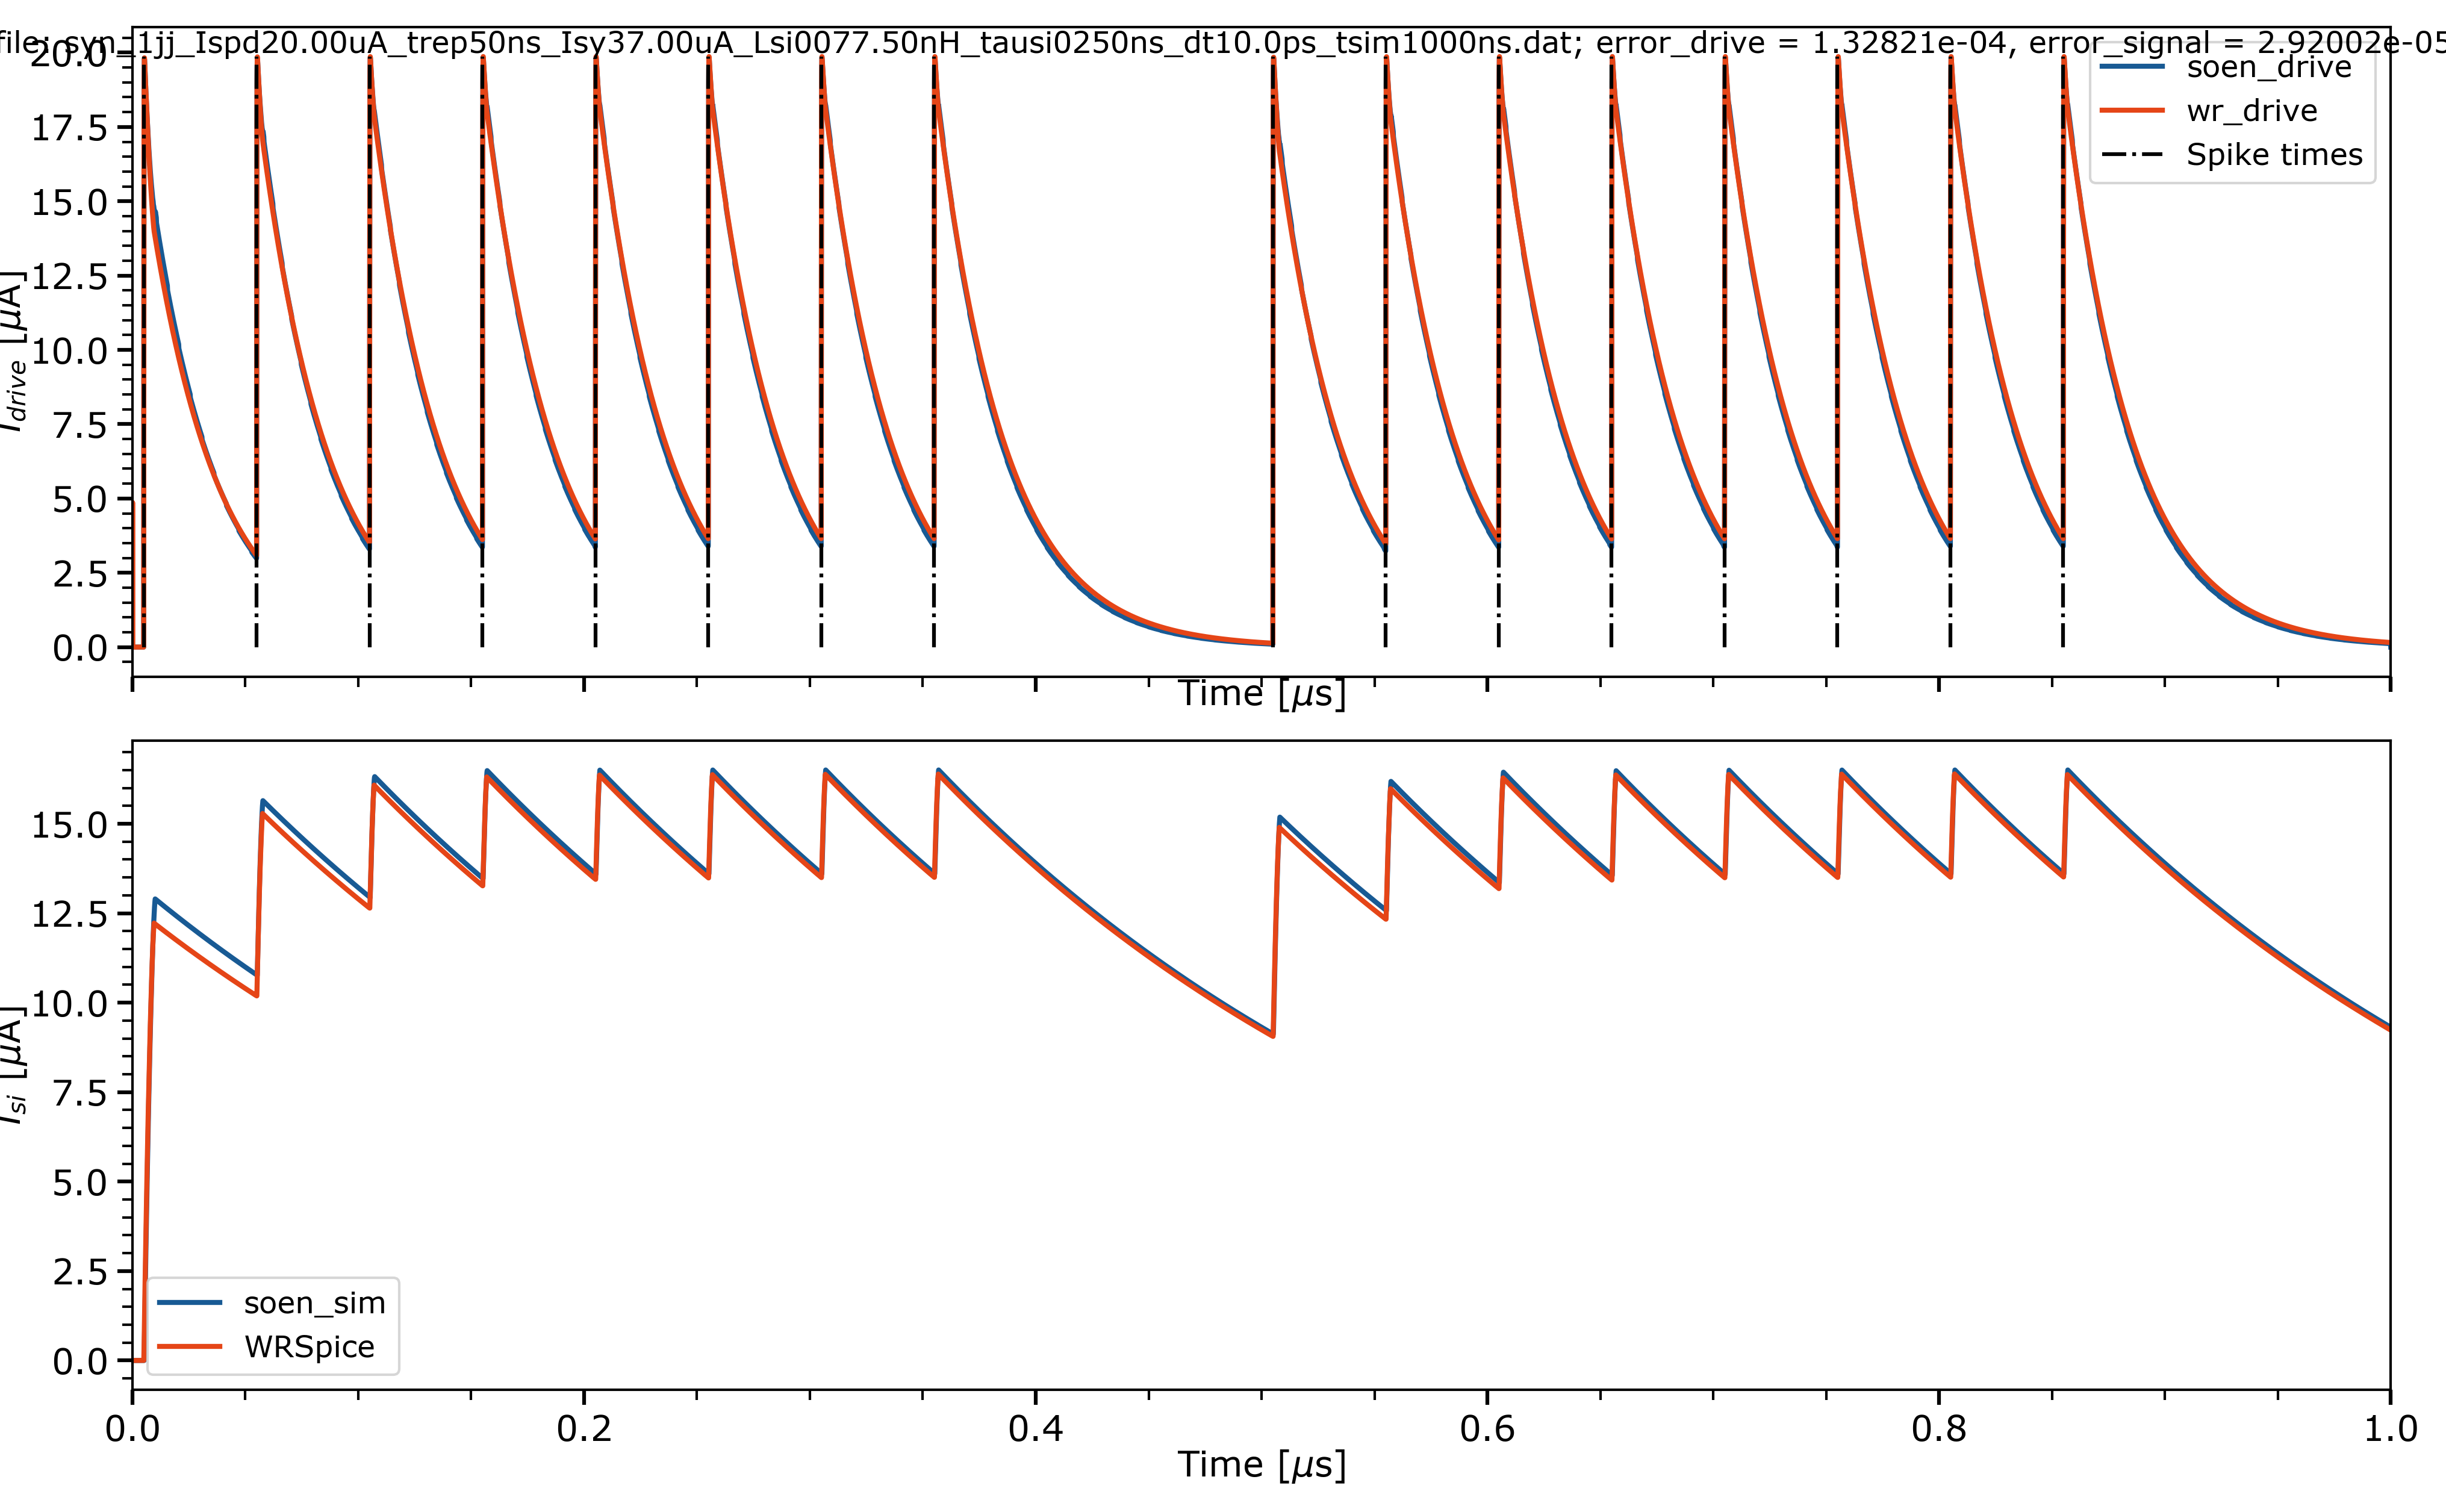 file: syn_1jj_Ispd20.00uA_trep50ns_Isy37.00uA_Lsi0077.50nH_tausi0250ns_dt10.0ps_tsim1000ns.dat; error_drive = 1.32821e-04, error_signal = 2.92002e-05
soen_drive
wr_drive
Spike times
20.0
17.5
15.0
12.5
10.0
7.5
5.0
2.5
0.0
I_drive [μA]
Time [μs]
15.0
12.5
10.0
7.5
5.0
2.5
0.0
I_si [μA]
soen_sim
WRSpice
0.0 0.2 0.4 0.6 0.8 1.0
Time [μs]